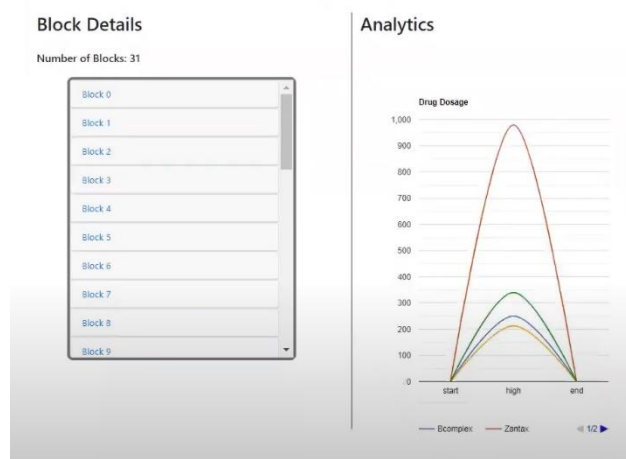 Block Details
Number of Blocks: 31
Block 0
Block 1
Block 2
Block 3
Block 4
Block 5
Block 6
Block 7
Block 8
Block 9
Analytics
Drug Dosage
1,000
900
800
700
600
500
400
300
200
100
0
start high end
Bcomplex Zantax 1/2